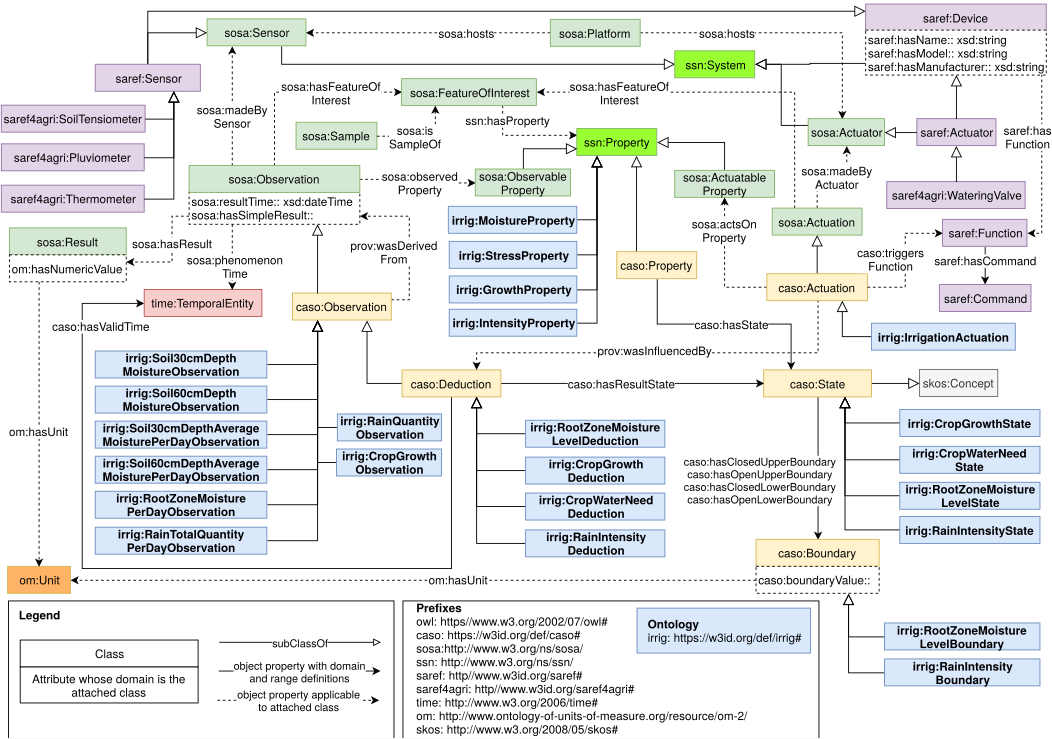 saref:Device
saref:hasName:: xsd:string
saref:hasModel:: xsd:string
saref:hasManufacturer:: xsd:string
sosa:Sensor
sosa:hosts
sosa:Platform
sosa:hosts
ssn:System
saref:Sensor
sosa:hasFeatureOf
Interest
sosa:FeatureOfInterest
sosa:hasFeatureOf
Interest
sosa:madeBy
Sensor
saref4agri:SoilTensiometer
saref4agri:Pluviometer
saref4agri:Thermometer
sosa:Sample
sosa:is
SampleOf
ssn:hasProperty
ssn:Property
sosa:Actuator
saref:Actuator
saref:has
Function
sosa:Observation
sosa:resultTime:: xsd:dateTime
sosa:hasSimpleResult::
sosa:observed
Property
sosa:Observable
Property
sosa:Actuatable
Property
sosa:madeBy
Actuator
saref4agri:WateringValve
irrig:MoistureProperty
irrig:StressProperty
irrig:GrowthProperty
irrig:IntensityProperty
sosa:actsOn
Property
sosa:Actuation
saref:Function
sosa:Result
om:hasNumericValue
sosa:hasResult
sosa:phenomenon
Time
prov:wasDerived
From
caso:Property
caso:triggers
Function
saref:hasCommand
saref:Command
time:TemporalEntity
caso:Observation
caso:Actuation
caso:hasValidTime
caso:hasState
irrig:IrrigationActuation
prov:wasInfluencedBy
irrig:Soil30cmDepth
MoistureObservation
irrig:Soil60cmDepth
MoistureObservation
irrig:Soil30cmDepthAverage
MoisturePerDayObservation
irrig:Soil60cmDepthAverage
MoisturePerDayObservation
irrig:RootZoneMoisture
PerDayObservation
irrig:RainTotalQuantity
PerDayObservation
irrig:RainQuantity
Observation
irrig:CropGrowth
Observation
caso:Deduction
caso:hasResultState
caso:State
skos:Concept
irrig:RootZoneMoisture
LevelDeduction
irrig:CropGrowth
Deduction
irrig:CropWaterNeed
Deduction
irrig:RainIntensity
Deduction
caso:hasClosedUpperBoundary
caso:hasOpenUpperBoundary
caso:hasClosedLowerBoundary
caso:hasOpenLowerBoundary
irrig:CropGrowthState
irrig:CropWaterNeed
State
irrig:RootZoneMoisture
LevelState
irrig:RainIntensityState
om:hasUnit
om:Unit
om:hasUnit
caso:Boundary
caso:boundaryValue::
irrig:RootZoneMoisture
LevelBoundary
irrig:RainIntensity
Boundary
Legend
Class
Attribute whose domain is the
attached class
subClassOf
object property with domain
and range definitions
object property applicable
to attached class
Prefixes
owl: https//www.w3.org/2002/07/owl#
caso: https://w3id.org/def/caso#
sosa:http://www.w3.org/ns/sosa/
ssn: http://www.w3.org/ns/ssn/
saref: http//www.w3id.org/saref#
saref4agri: http//www.w3id.org/saref4agri#
time: http://www.w3.org/2006/time#
om: http://www.ontology-of-units-of-measure.org/resource/om-2/
skos: http://www.w3.org/2008/05/skos#
Ontology
irrig: https://w3id.org/def/irrig#